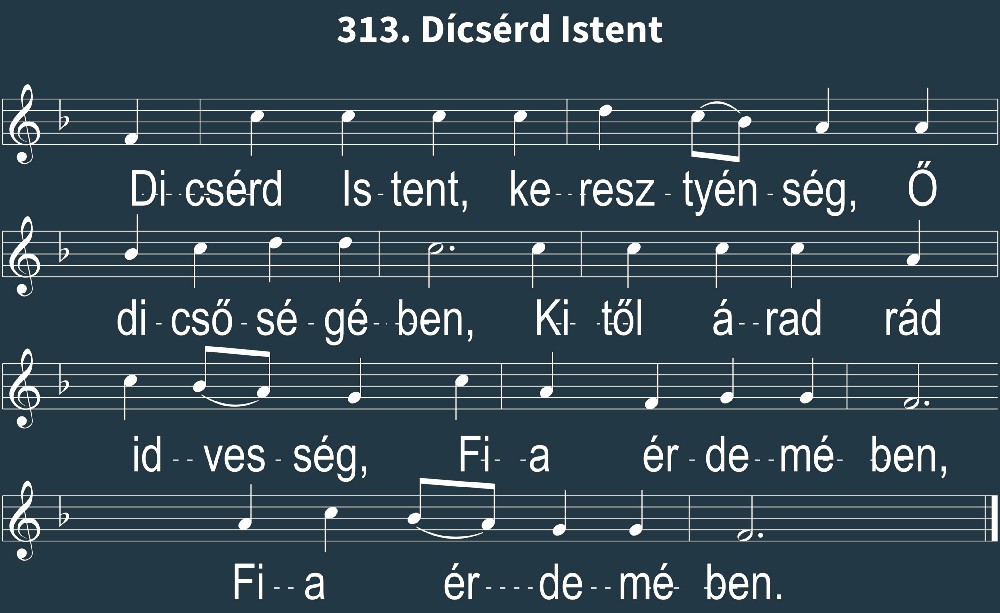 313. Dícsérd Istent
Di - csérd Is - tent, ke - resz - tyén - ség, Ő
di - cső - sé - gé - ben, Ki - től á - rad rád
id - ves - ség, Fi - a ér - de - mé - ben,
Fi - a ér - de - mé - ben.